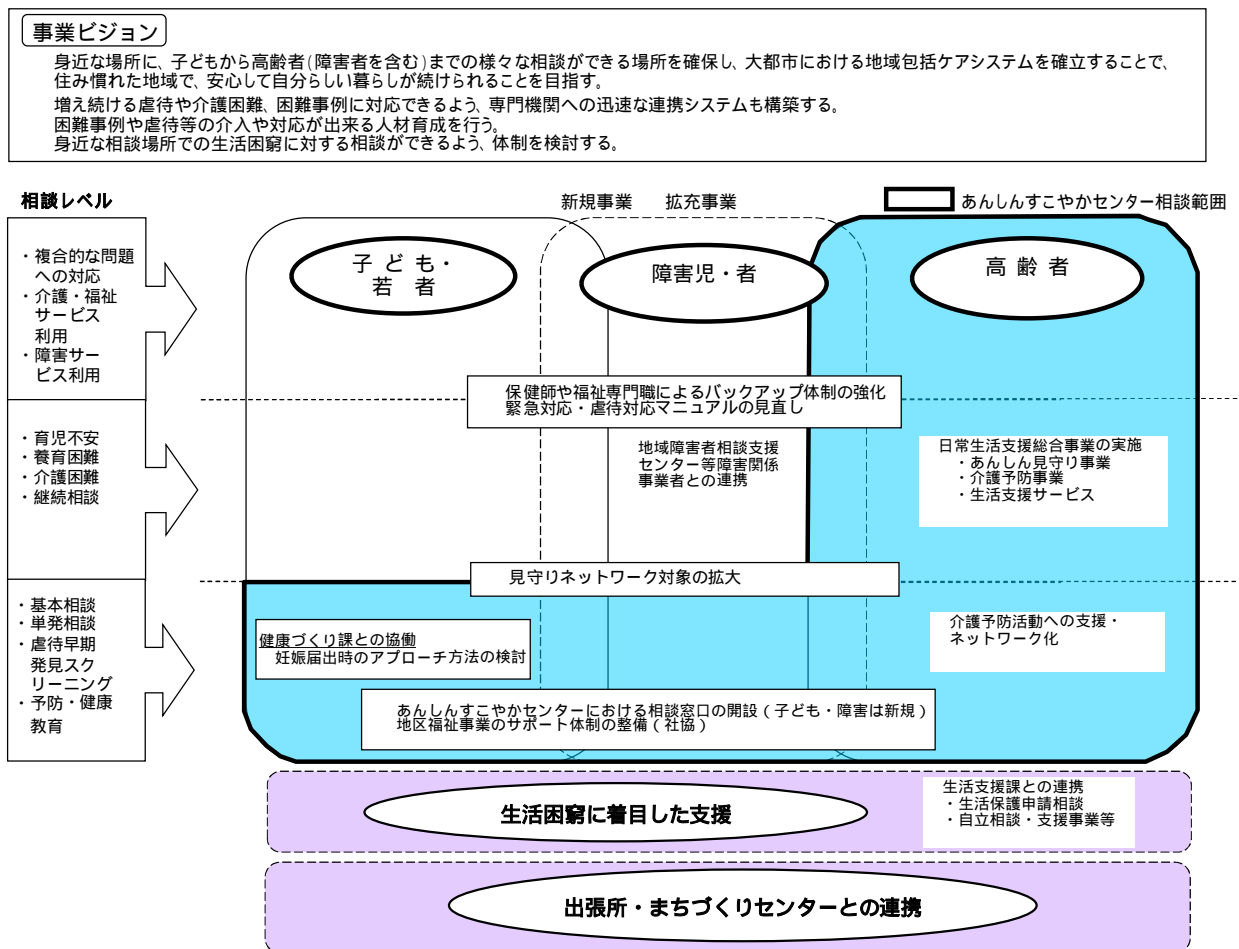 事業ビジョン
身近な場所に、子どもから高齢者(障害者を含む)までの様々な相談ができる場所を確保し、大都市における地域包括ケアシステムを確立することで、
住み慣れた地域で、安心して自分らしい暮らしが続けられることを目指す。
増え続ける虐待や介護困難、困難事例に対応できるよう、専門機関への迅速な連携システムも構築する。
困難事例や虐待等の介入や対応が出来る人材育成を行う。
身近な相談場所での生活困窮に対する相談ができるよう、体制を検討する。
相談レベル
新規事業 拡充事業
あんしんすこやかセンター相談範囲
・複合的な問題
への対応
・介護・福祉
サービス
利用
・障害サー
ビス利用
子ども・
若者
障害児・者
高齢者
保健師や福祉専門職によるバックアップ体制の強化
緊急対応・虐待対応マニュアルの見直し
・育児不安
・養育困難
・介護困難
・継続相談
地域障害者相談支援
センター等障害関係
事業者との連携
日常生活支援総合事業の実施
・あんしん見守り事業
・介護予防事業
・生活支援サービス
見守りネットワーク対象の拡大
・基本相談
・単発相談
・虐待早期
発見スク
リーニング
・予防・健康
教育
健康づくり課との協働
妊娠届出時のアプローチ方法の検討
介護予防活動への支援・
ネットワーク化
あんしんすこやかセンターにおける相談窓口の開設(子ども・障害は新規)
地区福祉事業のサポート体制の整備(社協)
生活困窮に着目した支援
生活支援課との連携
・生活保護申請相談
・自立相談・支援事業等
出張所・まちづくりセンターとの連携